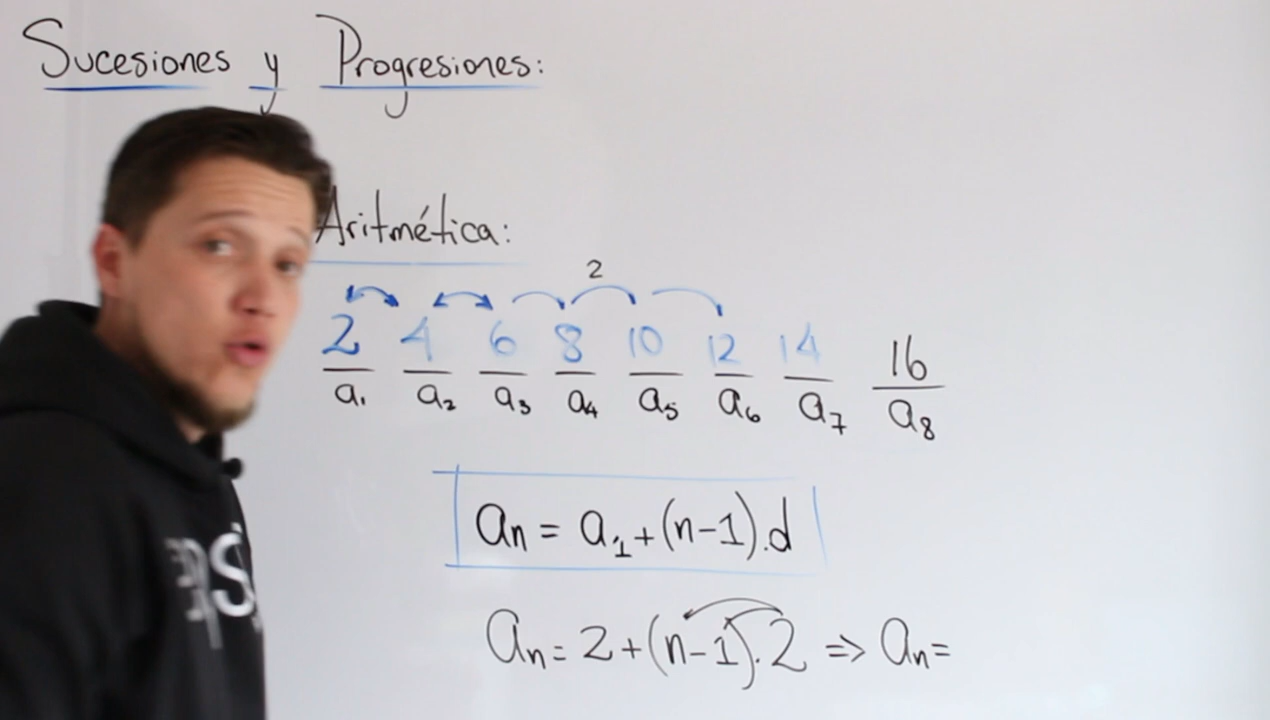 Sucesiones y Progresiones:
Aritmética:
2
2 4 6 8 10 12 14 16
a₁ a₂ a₃ a₄ a₅ a₆ a₇ a₈
an = a₁+(n-1).d
an = 2+(n-1).2 => an=